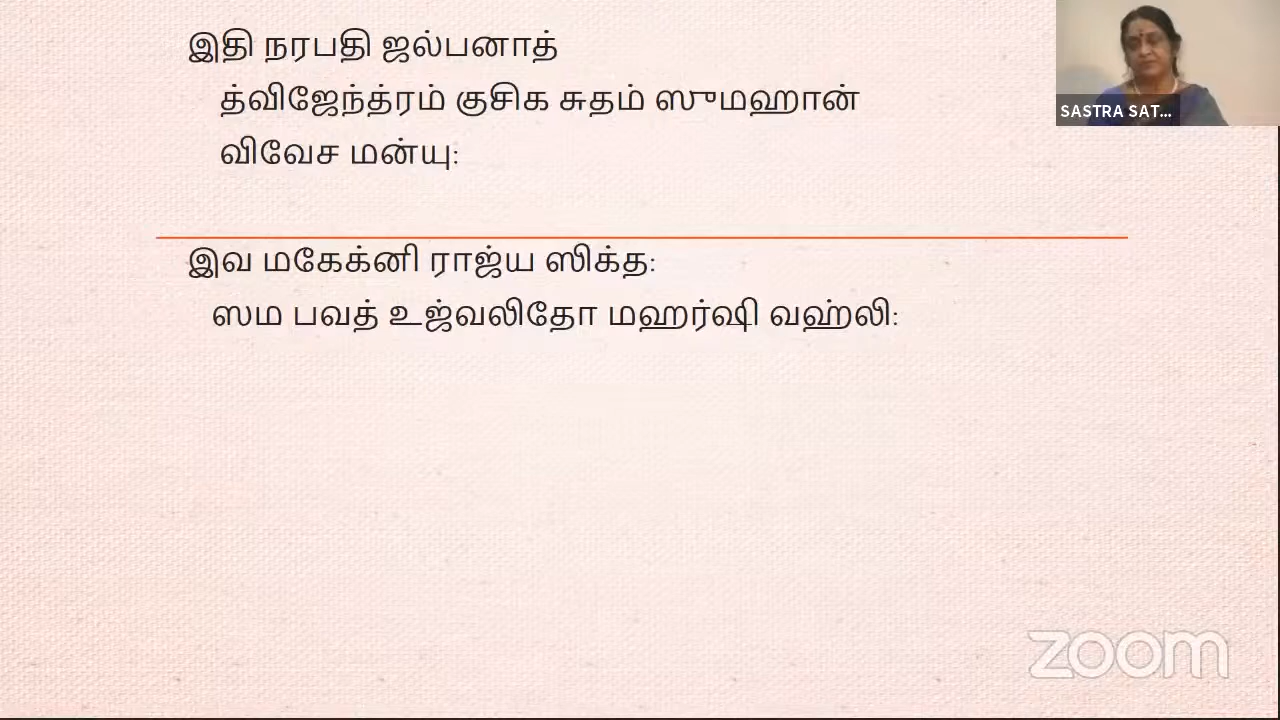 இதி நரபதி ஜல்பனாத்
த்விஜேந்த்ரம் குசிக சுதம் ஸுமஹான்
விவேச மன்யு:
SASTRA SAT...
இவ மகேக்னி ராஜ்ய ஸிக்த:
ஸம பவத் உஜ்வலிதோ மஹர்ஷி வஹ்லி:
zoom